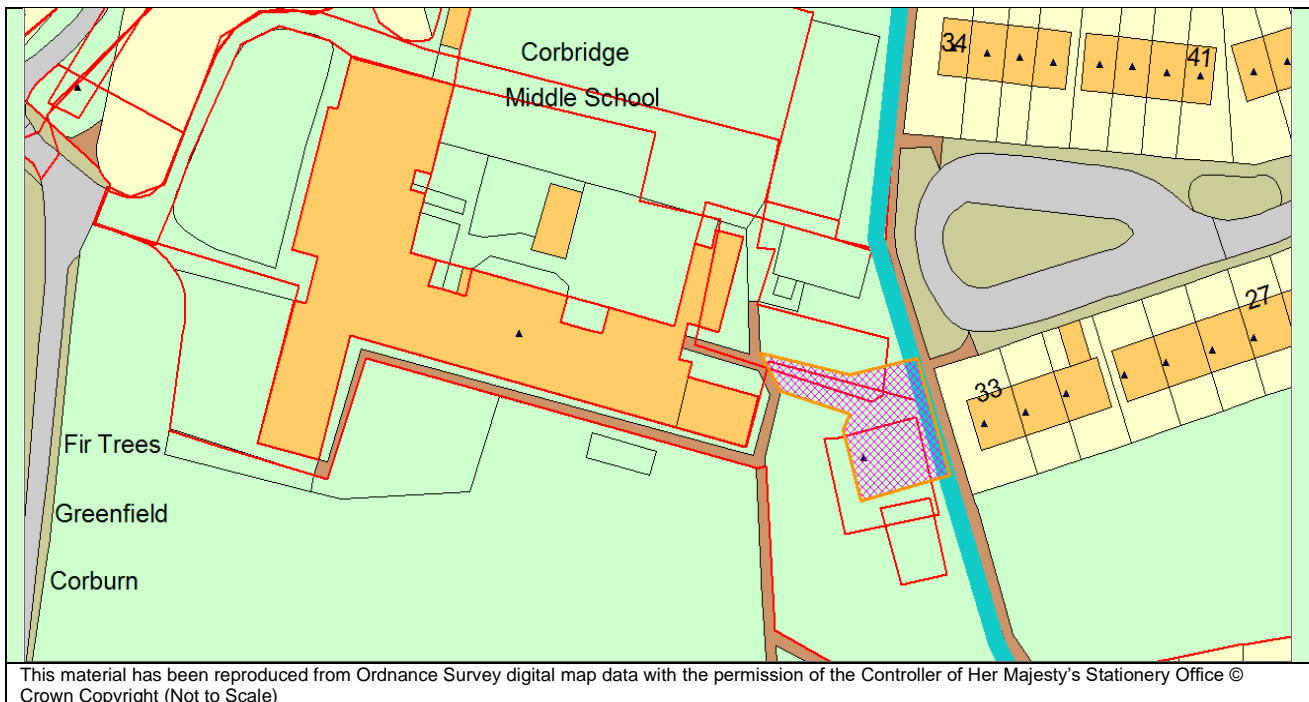 34
41
Corbridge
Middle School
27
33
Fir Trees
Greenfield
Corburn
This material has been reproduced from Ordnance Survey digital map data with the permission of the Controller of Her Majesty’s Stationery Office ©
Crown Copyright (Not to Scale)